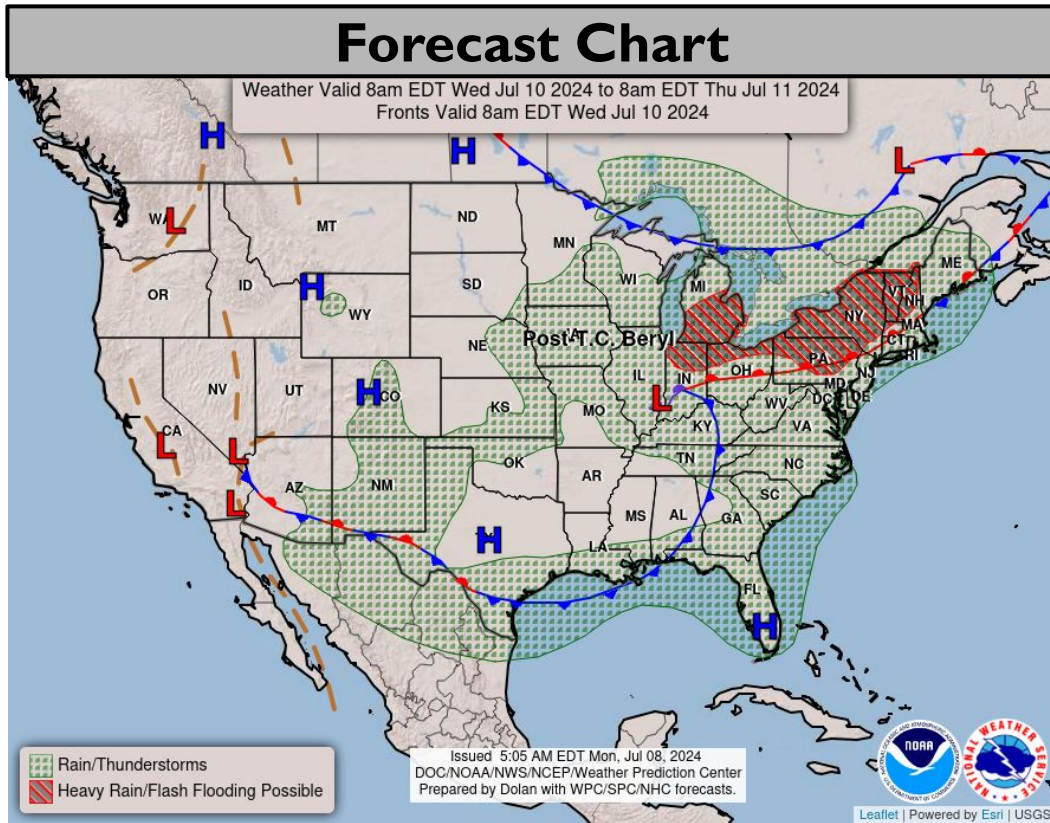 Forecast Chart
Weather Valid 8am EDT Wed Jul 10 2024 to 8am EDT Thu Jul 11 2024
Fronts Valid 8am EDT Wed Jul 10 2024
H
H
L
L
WA
MT
ND
MN
ME
OR
ID
H
WY
SD
WI
MI
VT
NH
NY
MA
CT
RI
NE
Post-T.C. Beryl
NV
UT
H
CO
KS
IL
IN
OH
PA
NJ
MD
DE
DC
L
MO
WV
VA
KY
CA
L
L
L
AZ
NM
OK
AR
TN
NC
SC
MS
AL
GA
H
LA
FL
H
Rain/Thunderstorms
Heavy Rain/Flash Flooding Possible
Issued 5:05 AM EDT Mon, Jul 08, 2024
DOC/NOAA/NWS/NCEP/Weather Prediction Center
Prepared by Dolan with WPC/SPC/NHC forecasts.
NOAA
NATIONAL WEATHER SERVICE
Leaflet | Powered by Esri | USGS